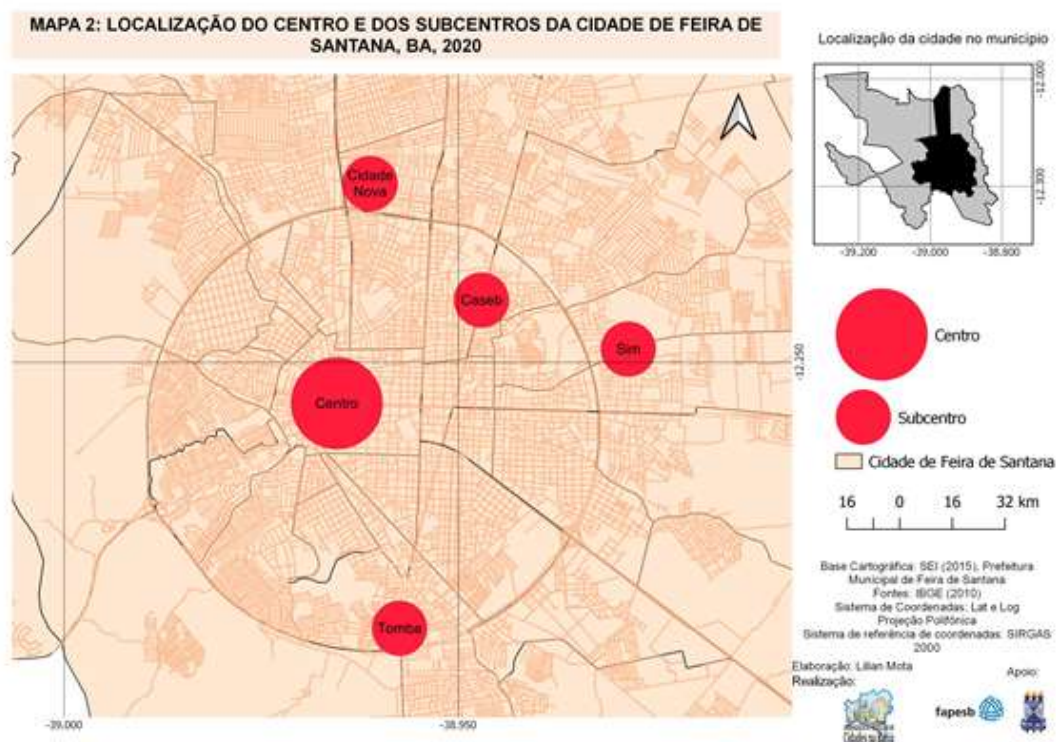 MAPA 2: LOCALIZAÇÃO DO CENTRO E DOS SUBCENTROS DA CIDADE DE FEIRA DE
SANTANA, BA, 2020
Localização da cidade no município
-12.000
-12.300
-39.200 -39.000 -38.800
Cidade
Nova
Caseb
Sim
Centro
Tomba
-12.250
-39.000
-38.950
Centro
Subcentro
Cidade de Feira de Santana
16 0 16 32 km
Base Cartográfica: SEI (2015), Prefeitura
Municipal de Feira de Santana
Fontes: IBGE (2010)
Sistema de Coordenadas: Lat e Log
Projeção Polifônica
Sistema de referência de coordenadas: SIRGAS
2000
Elaboração: Lilian Mota
Realização:
Apoio:
fapesb